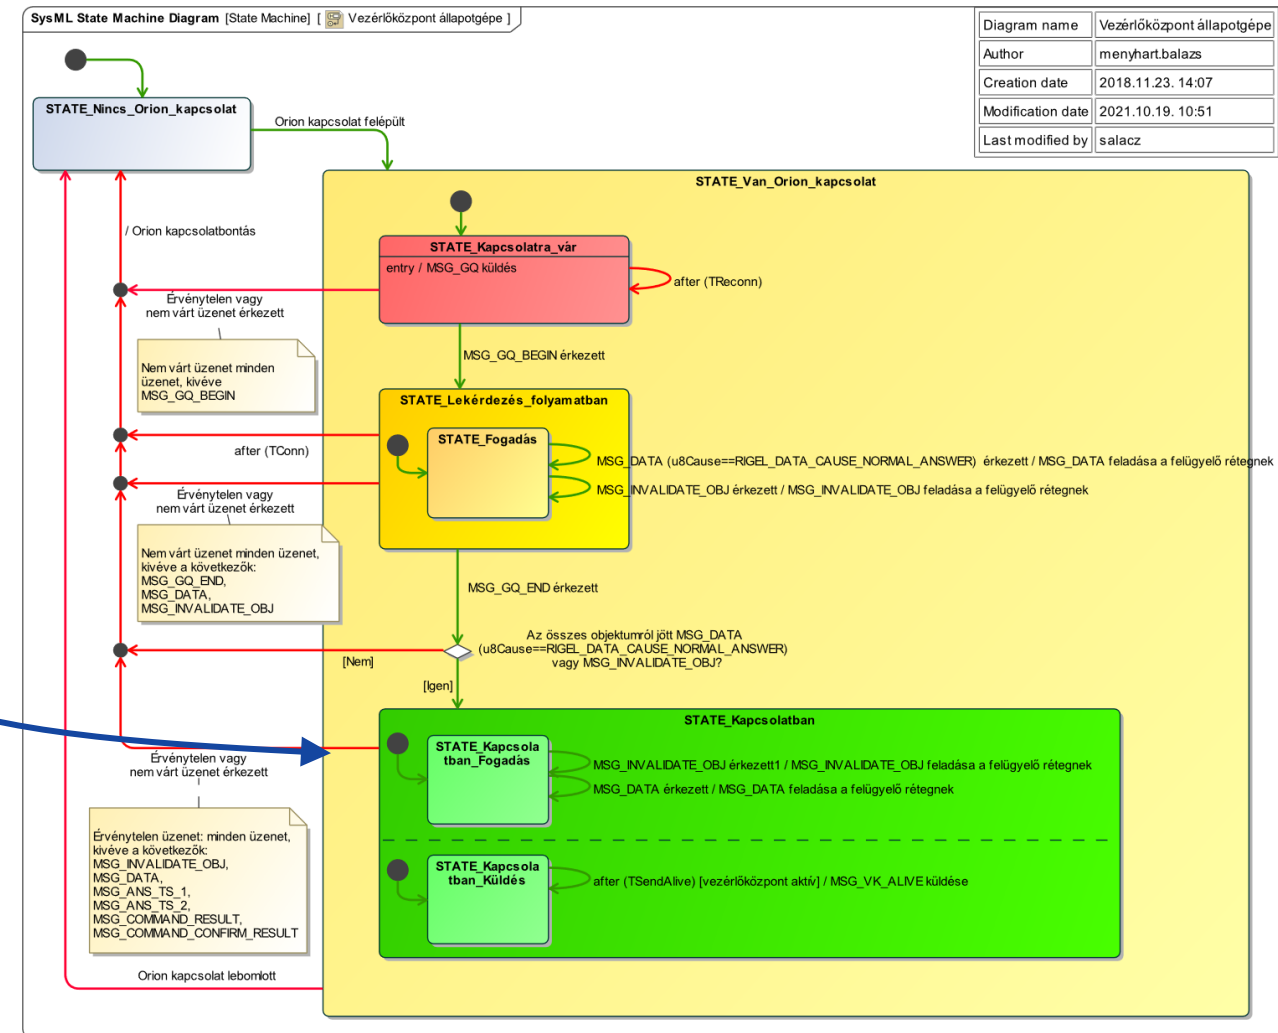 SysML State Machine Diagram [State Machine] [ Vezérlőközpont állapotgépe ]
Diagram name Vezérlőközpont állapotgépe
Author menyhart.balazs
Creation date 2018.11.23. 14:07
Modification date 2021.10.19. 10:51
Last modified by salacz
STATE_Nincs_Orion_kapcsolat
Orion kapcsolat felépült
STATE_Van_Orion_kapcsolat
/ Orion kapcsolatbontás
STATE_Kapcsolatra_vár
entry / MSG_GQ küldés
after (TReconn)
Érvénytelen vagy
nem várt üzenet érkezett
Nem várt üzenet minden
üzenet, kivéve
MSG_GQ_BEGIN
MSG_GQ_BEGIN érkezett
STATE_Lekérdezés_folyamatban
STATE_Fogadás
after (TConn)
MSG_DATA (u8Cause==RIGEL_DATA_CAUSE_NORMAL_ANSWER) érkezett / MSG_DATA feladása a felügyelő rétegnek
MSG_INVALIDATE_OBJ érkezett / MSG_INVALIDATE_OBJ feladása a felügyelő rétegnek
Érvénytelen vagy
nem várt üzenet érkezett
Nem várt üzenet minden üzenet,
kivéve a következők:
MSG_GQ_END,
MSG_DATA,
MSG_INVALIDATE_OBJ
MSG_GQ_END érkezett
Az összes objektumról jött MSG_DATA
(u8Cause==RIGEL_DATA_CAUSE_NORMAL_ANSWER)
vagy MSG_INVALIDATE_OBJ?
[Nem]
[Igen]
STATE_Kapcsolatban
STATE_Kapcsola
tban_Fogadás
MSG_INVALIDATE_OBJ érkezett1 / MSG_INVALIDATE_OBJ feladása a felügyelő rétegnek
MSG_DATA érkezett / MSG_DATA feladása a felügyelő rétegnek
Érvénytelen vagy
nem várt üzenet érkezett
Érvénytelen üzenet: minden üzenet,
kivéve a következők:
MSG_INVALIDATE_OBJ,
MSG_DATA,
MSG_ANS_TS_1,
MSG_ANS_TS_2,
MSG_COMMAND_RESULT,
MSG_COMMAND_CONFIRM_RESULT
STATE_Kapcsola
tban_Küldés
after (TSendAlive) [vezérlőközpont aktív] / MSG_VK_ALIVE küldése
Orion kapcsolat lebomlott